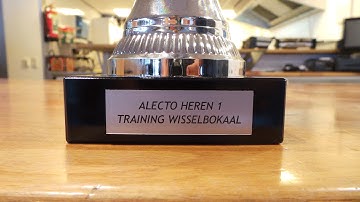 ALECTO HEREN 1
TRAINING WISSELBOKAAL